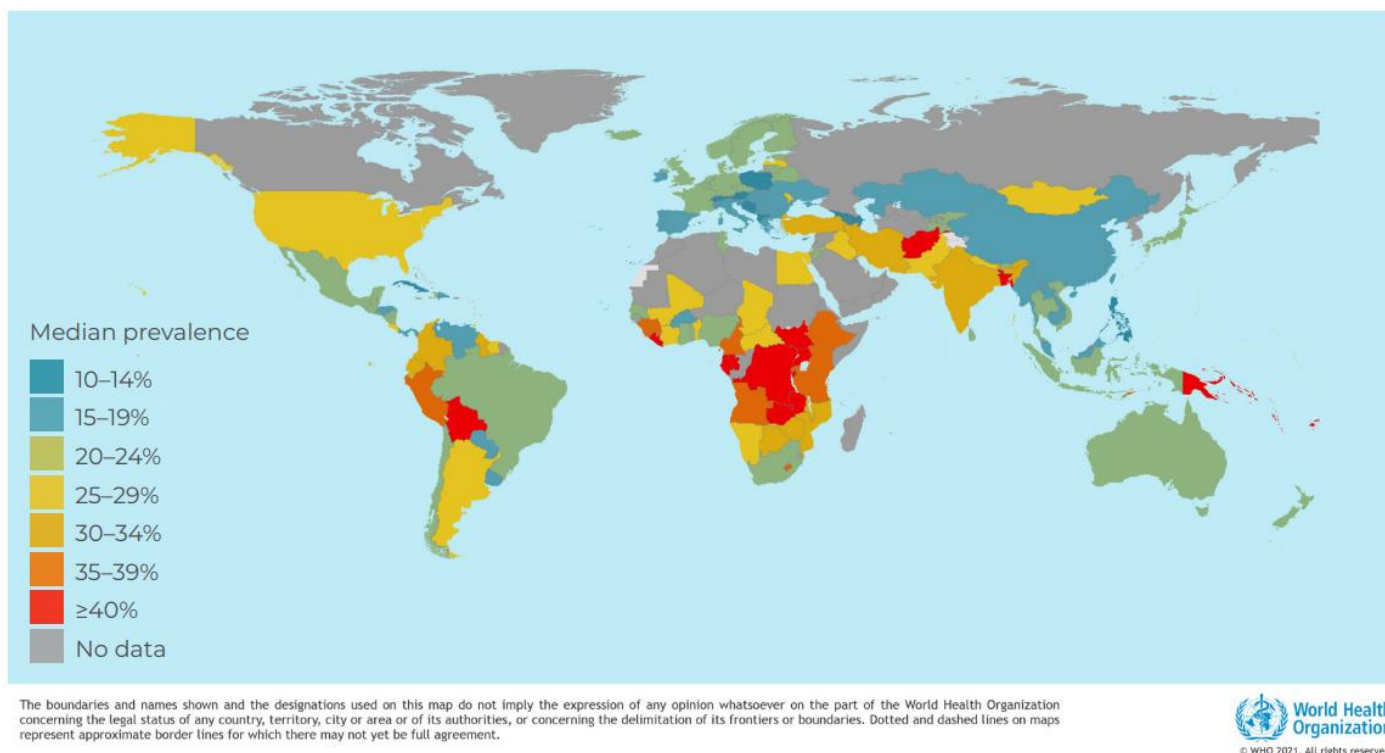 Median prevalence
10–14%
15–19%
20–24%
25–29%
30–34%
35–39%
≥40%
No data
The boundaries and names shown and the designations used on this map do not imply the expression of any opinion whatsoever on the part of the World Health Organization
concerning the legal status of any country, territory, city or area or of its authorities, or concerning the delimitation of its frontiers or boundaries. Dotted and dashed lines on maps
represent approximate border lines for which there may not yet be full agreement.
World Health
Organization
© WHO 2021. All rights reserve